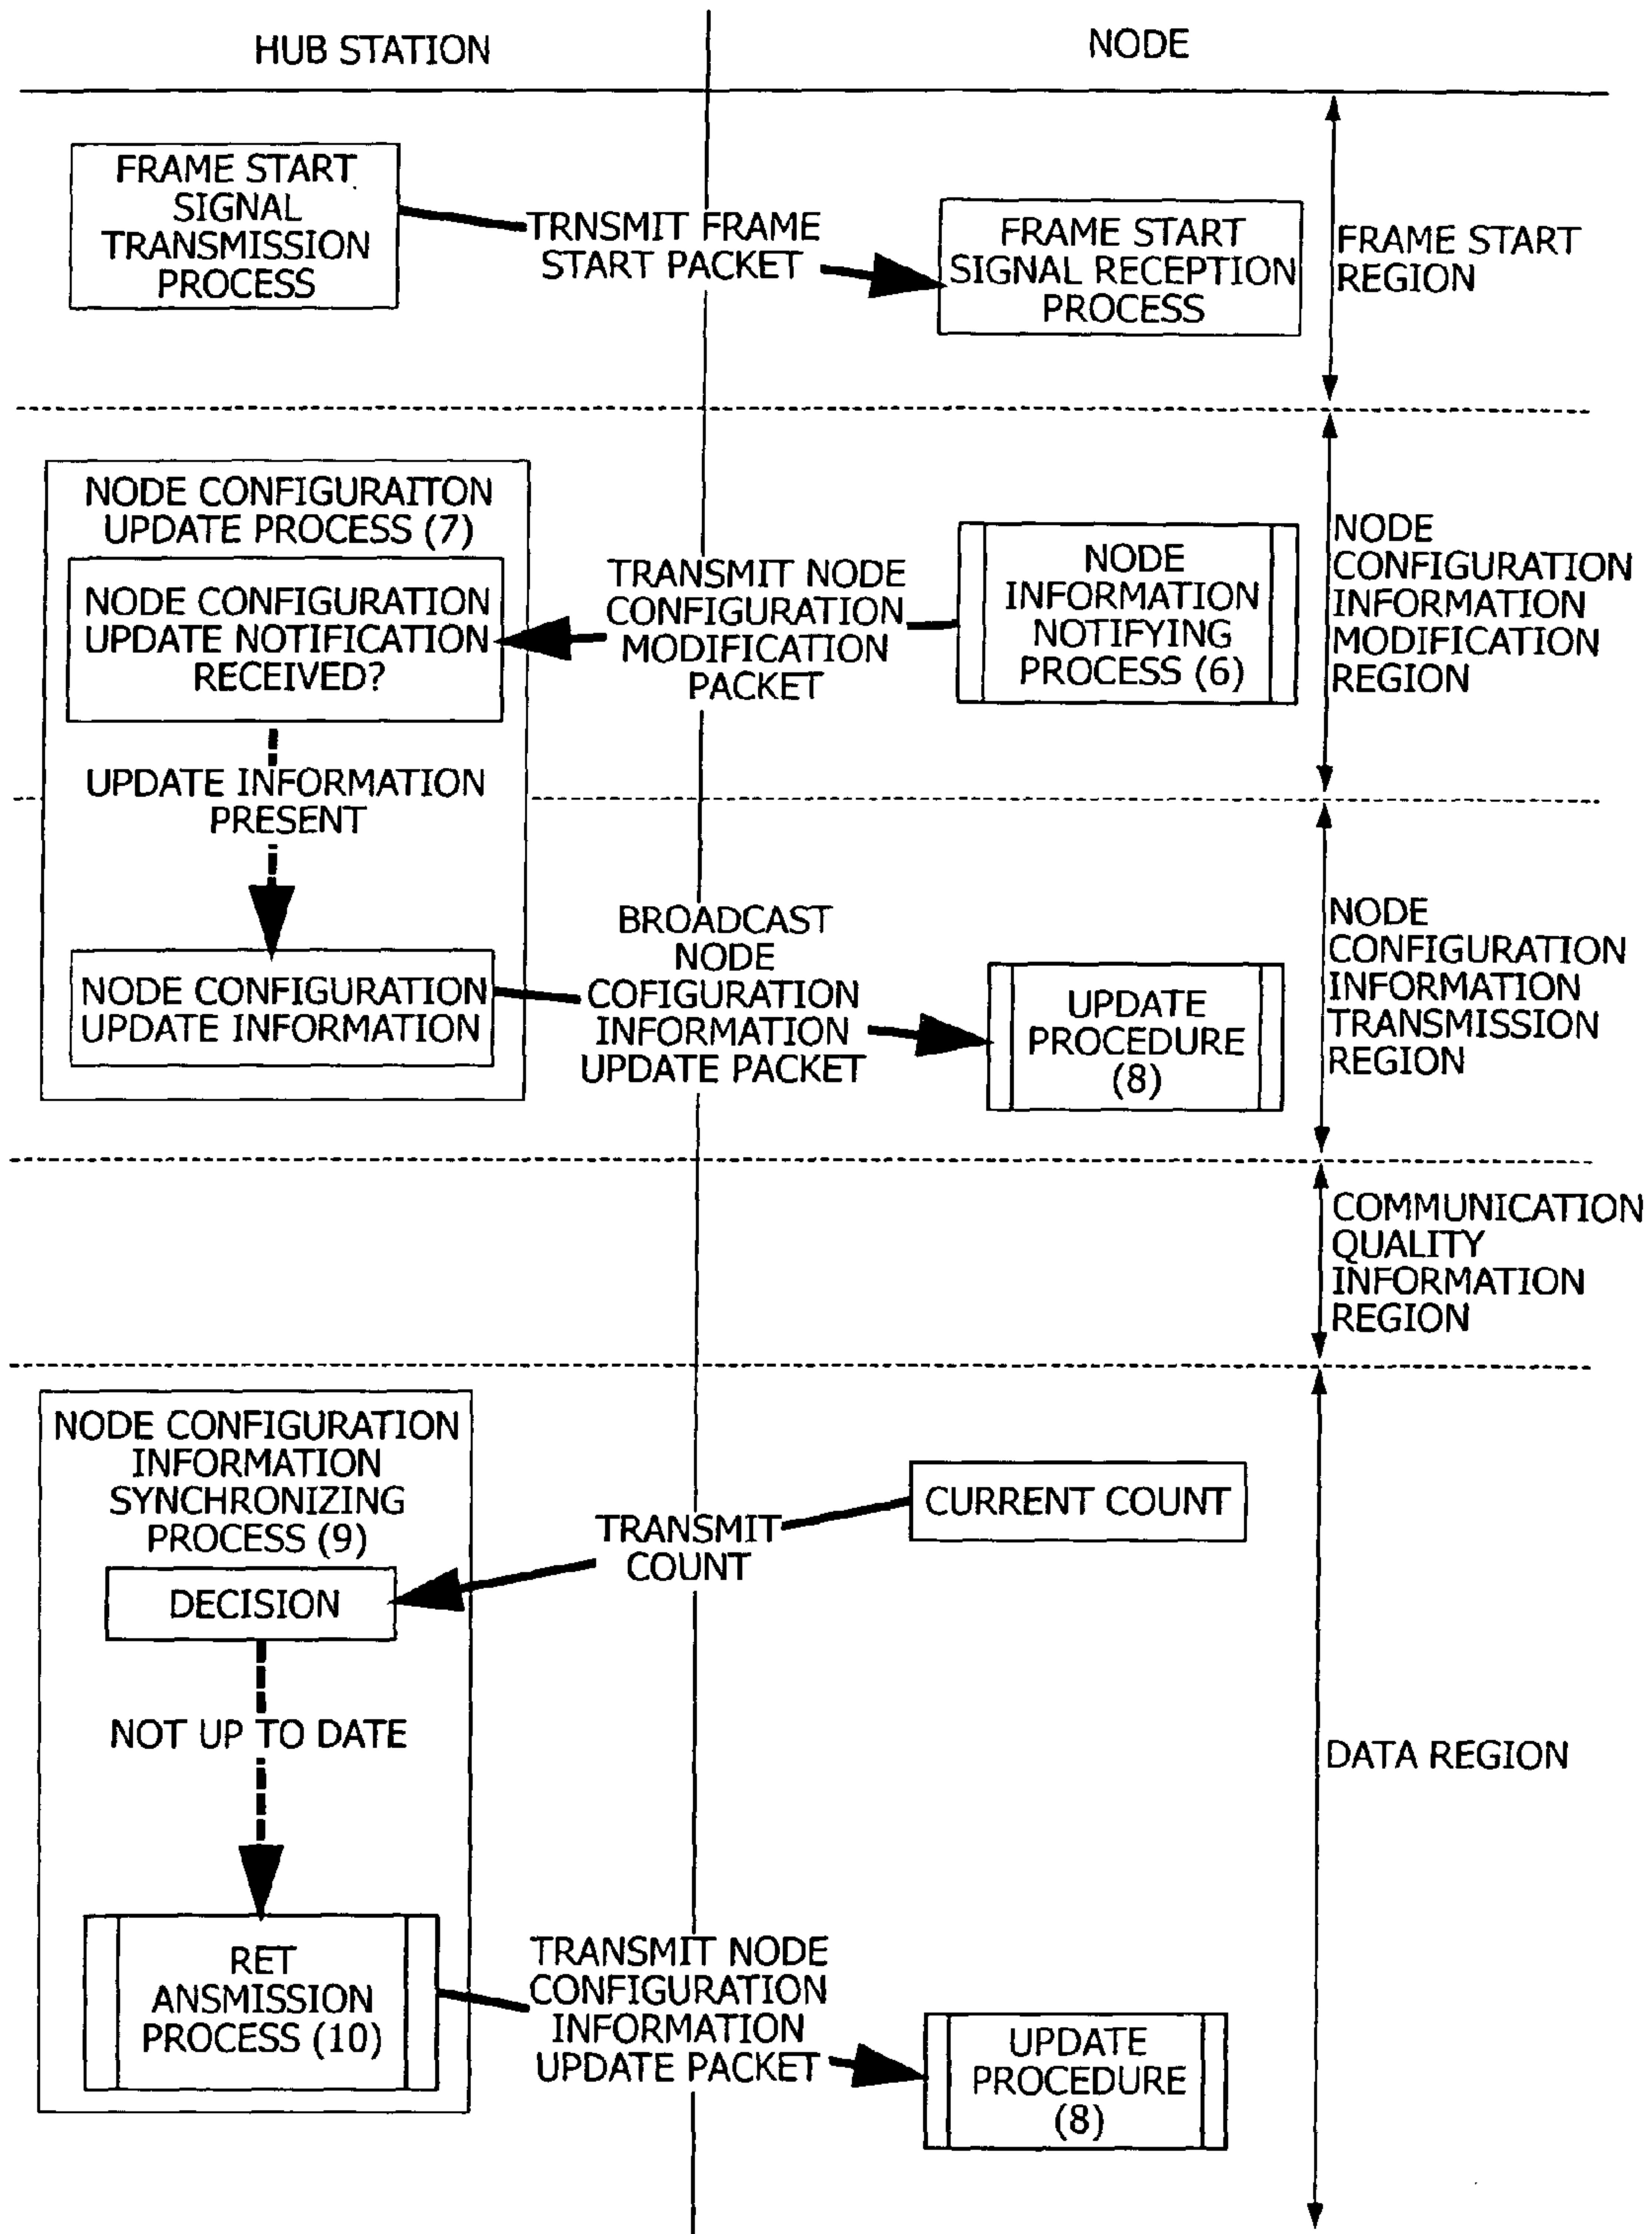 HUB STATION
NODE
FRAME START
SIGNAL
TRANSMISSION
PROCESS
TRNSMIT FRAME
START PACKET
FRAME START
SIGNAL RECEPTION
PROCESS
FRAME START
REGION
NODE CONFIGURAITON
UPDATE PROCESS (7)
NODE CONFIGURATION
UPDATE NOTIFICATION
RECEIVED?
TRANSMIT NODE
CONFIGURATION
MODIFICATION
PACKET
NODE
INFORMATION
NOTIFYING
PROCESS (6)
NODE
CONFIGURATION
INFORMATION
MODIFICATION
REGION
UPDATE INFORMATION
PRESENT
NODE CONFIGURATION
UPDATE INFORMATION
BROADCAST
NODE
COFIGURATION
INFORMATION
UPDATE PACKET
UPDATE
PROCEDURE
(8)
NODE
CONFIGURATION
INFORMATION
TRANSMISSION
REGION
COMMUNICATION
QUALITY
INFORMATION
REGION
NODE CONFIGURATION
INFORMATION
SYNCHRONIZING
PROCESS (9)
DECISION
TRANSMIT
COUNT
CURRENT COUNT
NOT UP TO DATE
DATA REGION
RET
ANSMISSION
PROCESS (10)
TRANSMIT NODE
CONFIGURATION
INFORMATION
UPDATE PACKET
UPDATE
PROCEDURE
(8)